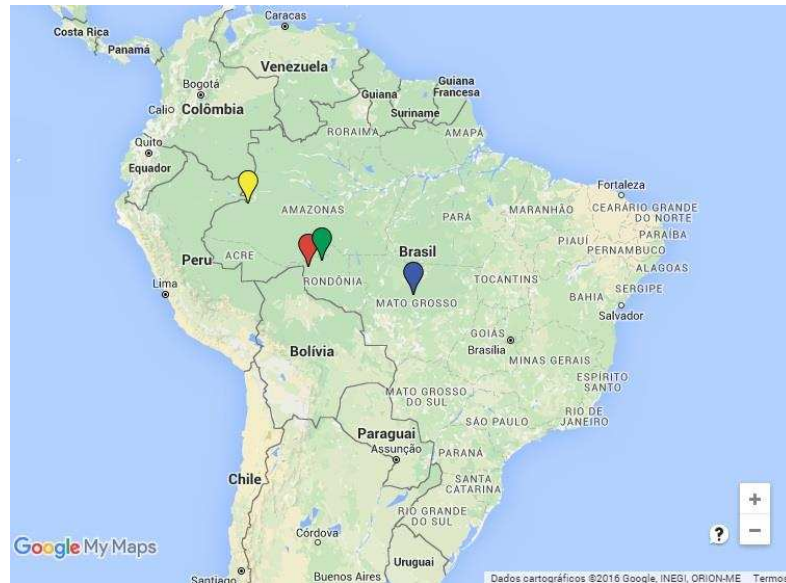 Caracas
Costa Rica
Panamá
Venezuela
Guiana
Guiana
Francesa
Bogotá
Cali
Colômbia
Suriname
RORAIMA
AMAPÁ
Quito
Equador
AMAZONAS
PARÁ
MARANHÃO
Fortaleza
CEARÁ
RIO GRANDE
DO NORTE
PARAÍBA
PIAUÍ
PERNAMBUCO
ALAGOAS
SERGIPE
Peru
ACRE
RONDÔNIA
Brasil
MATO GROSSO
TOCANTINS
BAHIA
Salvador
Lima
GOIÁS
Brasília
Bolívia
MINAS GERAIS
ESPÍRITO
SANTO
MATO GROSSO
DO SUL
SÃO PAULO
RIO DE
JANEIRO
Paraguai
Assunção
PARANÁ
SANTA
CATARINA
Chile
RIO GRANDE
DO SUL
Córdova
Uruguai
Santiago
Buenos Aires
+
?
−
Google My Maps
Dados cartográficos ©2016 Google, INEGI, ORION-ME
Termos